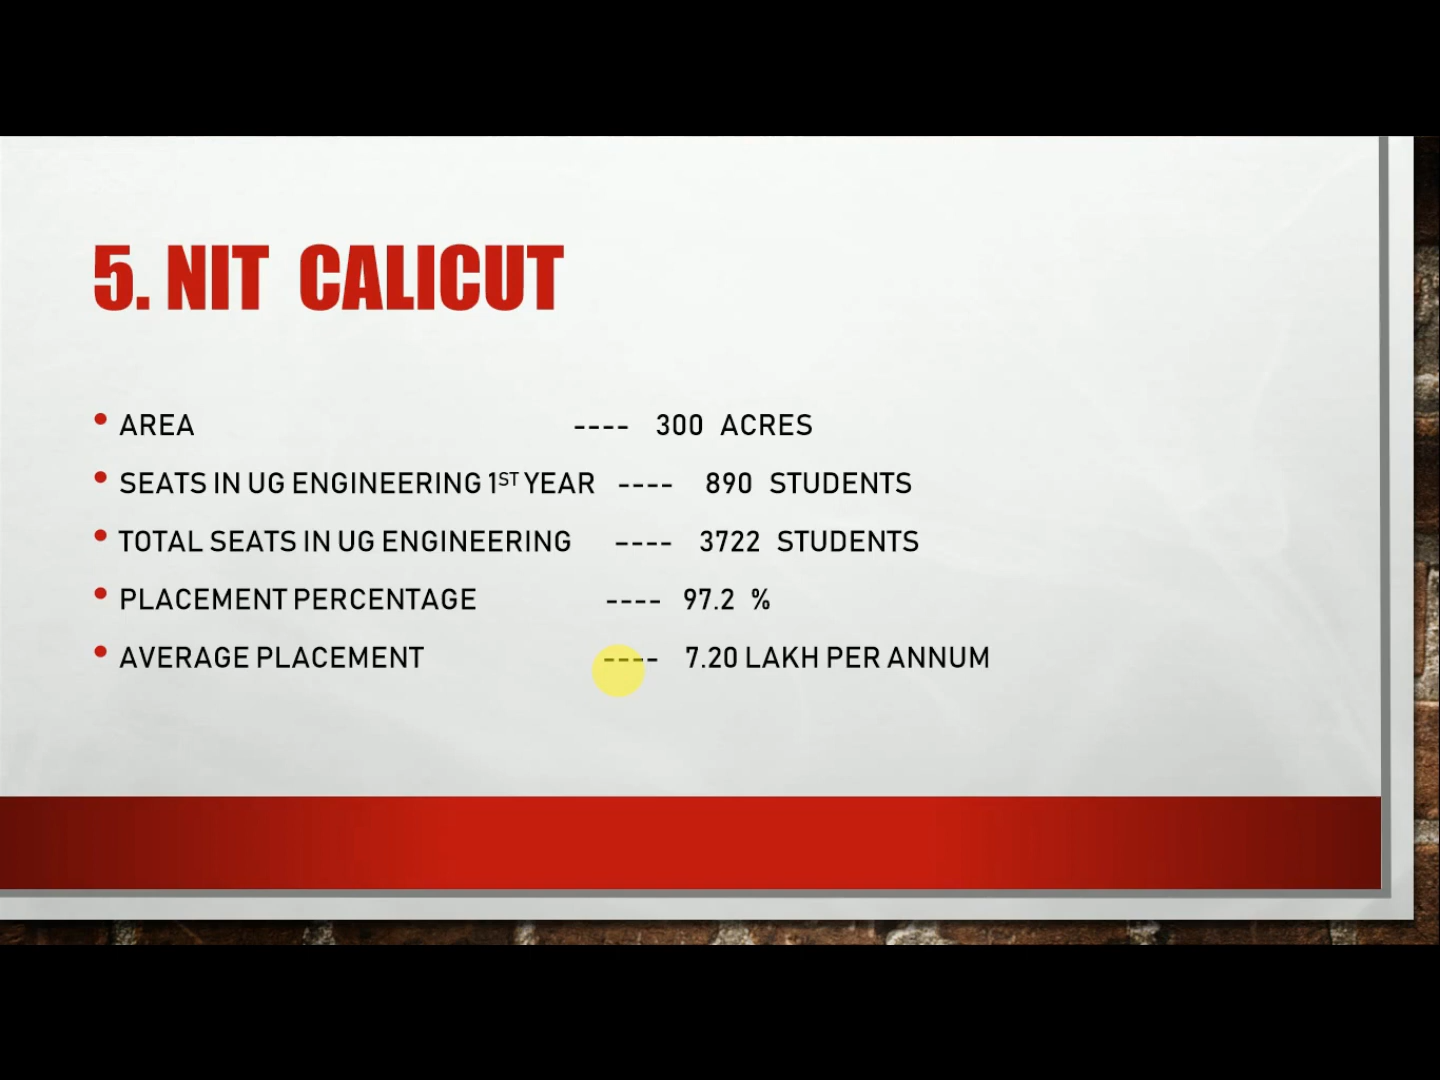 5. NIT CALICUT
• AREA ---- 300 ACRES
• SEATS IN UG ENGINEERING 1ST YEAR ---- 890 STUDENTS
• TOTAL SEATS IN UG ENGINEERING ---- 3722 STUDENTS
• PLACEMENT PERCENTAGE ---- 97.2 %
• AVERAGE PLACEMENT ---- 7.20 LAKH PER ANNUM